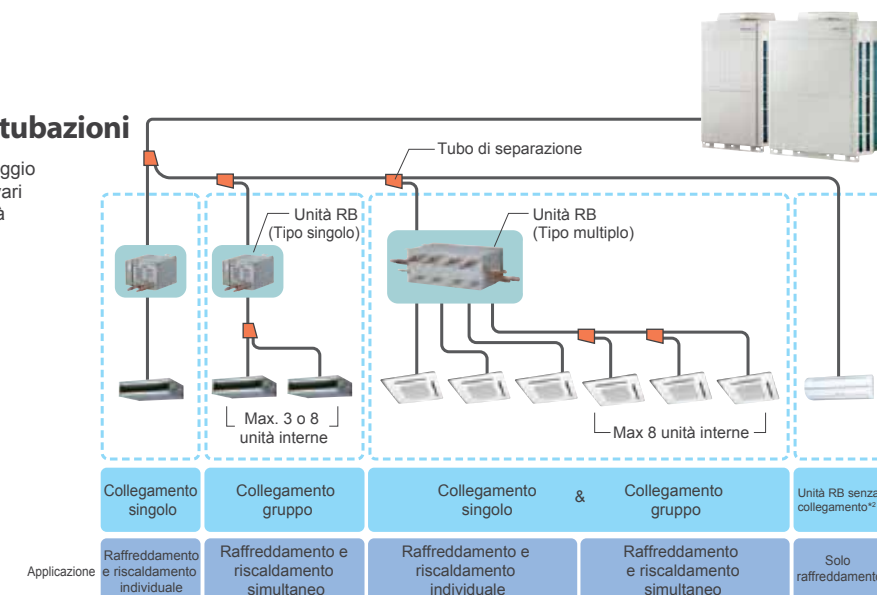 tubazioni
Tubo di separazione
Unità RB
(Tipo singolo)
Unità RB
(Tipo multiplo)
Max. 3 o 8
unità interne
Max 8 unità interne
Collegamento
singolo
Collegamento
gruppo
Collegamento
singolo
&
Collegamento
gruppo
Unità RB senza
collegamento*2
Applicazione
Raffreddamento
e riscaldamento
individuale
Raffreddamento e
riscaldamento
simultaneo
Raffreddamento e
riscaldamento
individuale
Raffreddamento
e riscaldamento
simultaneo
Solo
raffreddamento